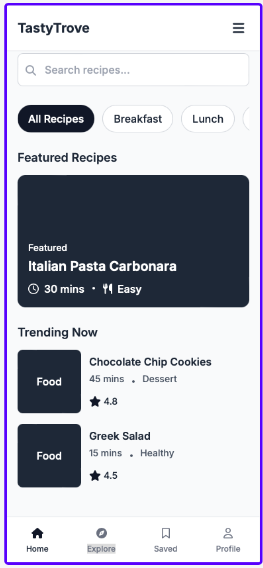 TastyTrove
Search recipes...
All Recipes Breakfast Lunch
Featured Recipes
Featured
Italian Pasta Carbonara
30 mins • Easy
Trending Now
Food
Chocolate Chip Cookies
45 mins • Dessert
4.8
Food
Greek Salad
15 mins • Healthy
4.5
Home Explore Saved Profile